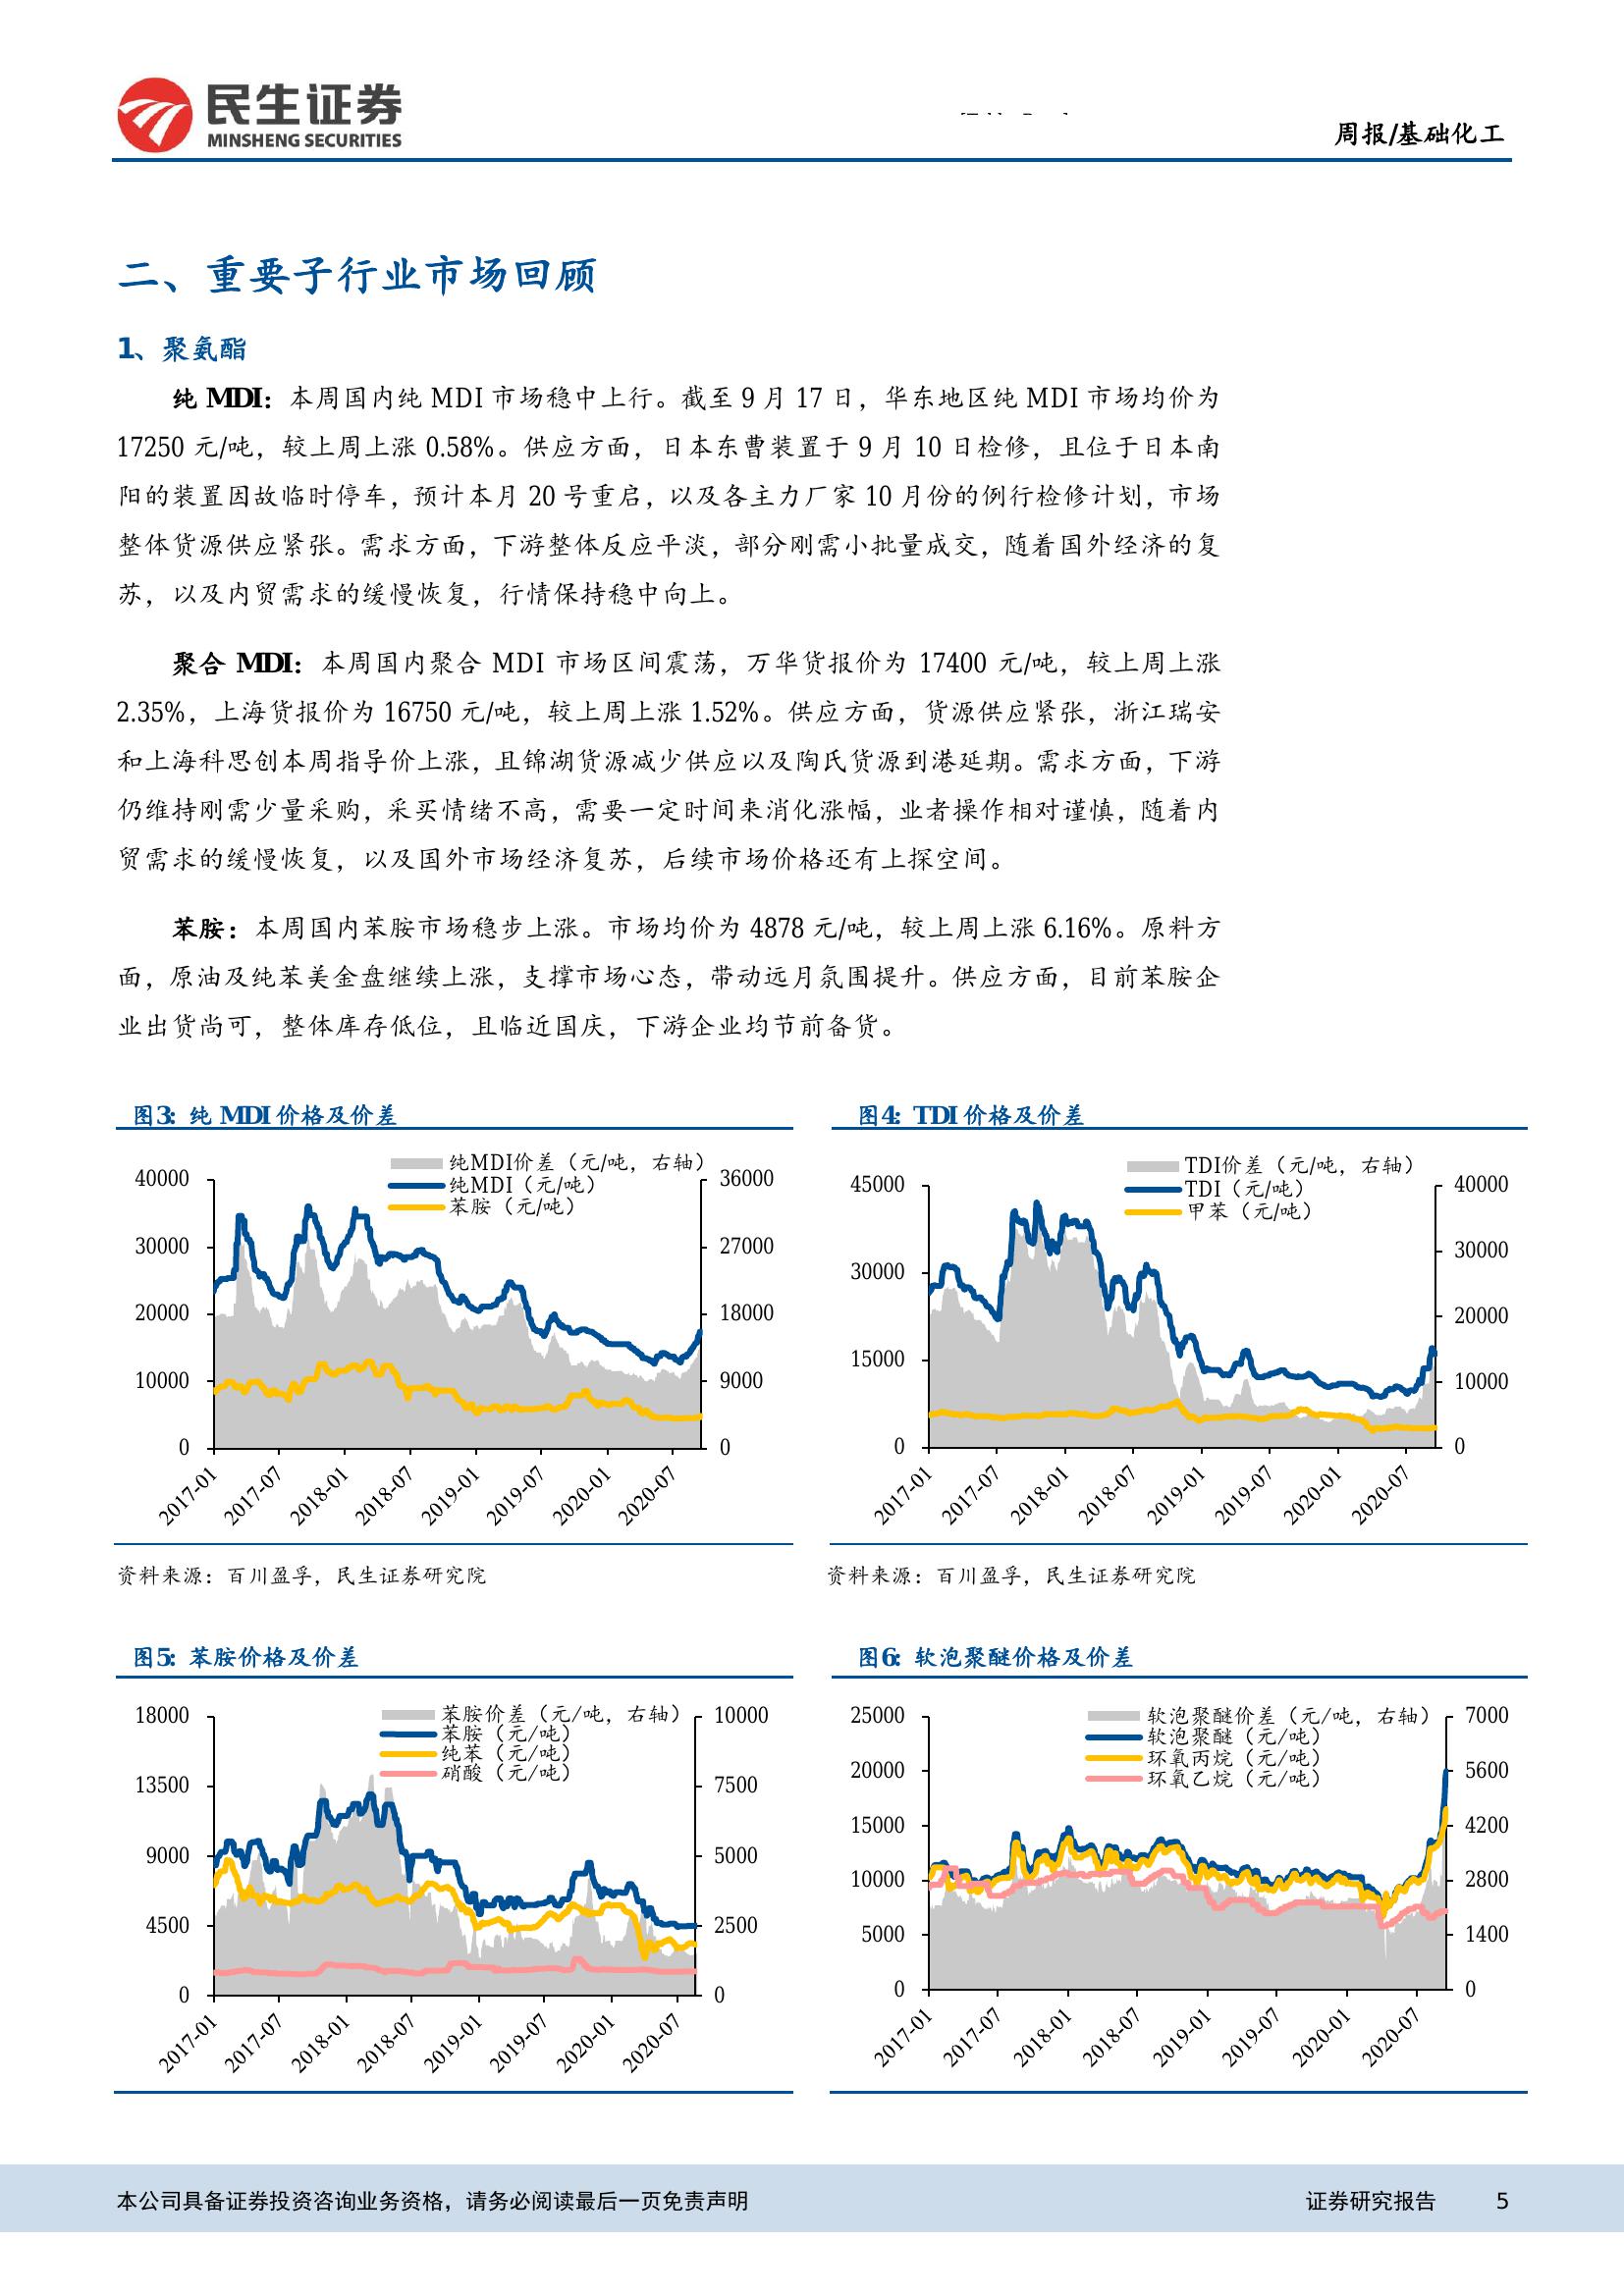 民生证券
MINSHENG SECURITIES
周报/基础化工
二、重要子行业市场回顾
1、聚氨酯
纯 MDI：本周国内纯 MDI 市场稳中上行。截至 9 月 17 日，华东地区纯 MDI 市场均价为
17250 元/吨，较上周上涨 0.58%。供应方面，日本东曹装置于 9 月 10 日检修，且位于日本南
阳的装置因故临时停车，预计本月 20 号重启，以及各主力厂家 10 月份的例行检修计划，市场
整体货源供应紧张。需求方面，下游整体反应平淡，部分刚需小批量成交，随着国外经济的复
苏，以及内贸需求的缓慢恢复，行情保持稳中向上。
聚合 MDI：本周国内聚合 MDI 市场区间震荡，万华货报价为 17400 元/吨，较上周上涨
2.35%，上海货报价为 16750 元/吨，较上周上涨 1.52%。供应方面，货源供应紧张，浙江瑞安
和上海科思创本周指导价上涨，且锦湖货源减少供应以及陶氏货源到港延期。需求方面，下游
仍维持刚需少量采购，采买情绪不高，需要一定时间来消化涨幅，业者操作相对谨慎，随着内
贸需求的缓慢恢复，以及国外市场经济复苏，后续市场价格还有上探空间。
苯胺：本周国内苯胺市场稳步上涨。市场均价为 4878 元/吨，较上周上涨 6.16%。原料方
面，原油及纯苯美金盘继续上涨，支撑市场心态，带动远月氛围提升。供应方面，目前苯胺企
业出货尚可，整体库存低位，且临近国庆，下游企业均节前备货。
图3：纯 MDI 价格及价差
纯MDI价差（元/吨，右轴）
纯MDI（元/吨）
苯胺（元/吨）
40000
30000
20000
10000
0
36000
27000
18000
9000
0
2017-01
2017-07
2018-01
2018-07
2019-01
2019-07
2020-01
2020-07
资料来源：百川盈孚，民生证券研究院
图4：TDI 价格及价差
TDI价差（元/吨，右轴）
TDI（元/吨）
甲苯（元/吨）
45000
30000
15000
0
40000
30000
20000
10000
0
2017-01
2017-07
2018-01
2018-07
2019-01
2019-07
2020-01
2020-07
资料来源：百川盈孚，民生证券研究院
图5：苯胺价格及价差
苯胺价差（元/吨，右轴）
苯胺（元/吨）
纯苯（元/吨）
硝酸（元/吨）
18000
13500
9000
4500
0
10000
7500
5000
2500
0
2017-01
2017-07
2018-01
2018-07
2019-01
2019-07
2020-01
2020-07
图6：软泡聚醚价格及价差
软泡聚醚价差（元/吨，右轴）
软泡聚醚（元/吨）
环氧丙烷（元/吨）
环氧乙烷（元/吨）
25000
20000
15000
10000
5000
0
7000
5600
4200
2800
1400
0
2017-01
2017-07
2018-01
2018-07
2019-01
2019-07
2020-01
2020-07
本公司具备证券投资咨询业务资格，请务必阅读最后一页免责声明
证券研究报告 5